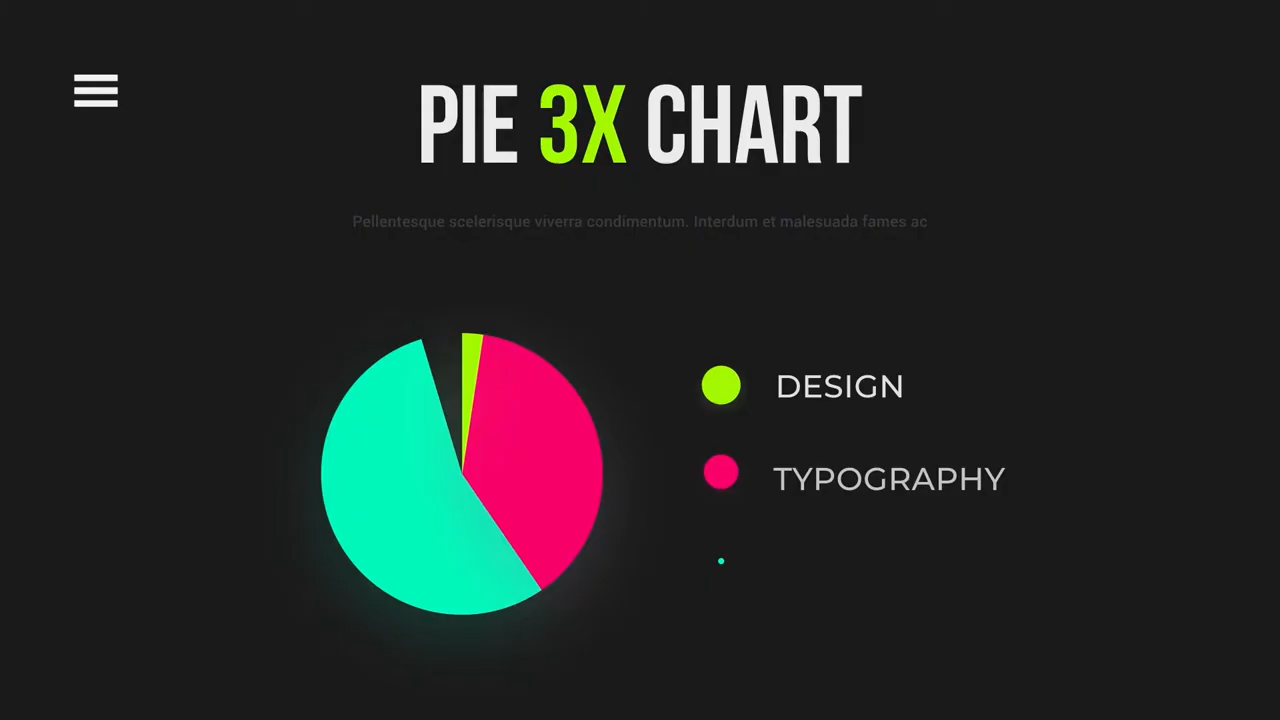 PIE 3X CHART
Pellentesque scelerisque viverra condimentum. Interdum et malesuada fames ac
DESIGN
TYPOGRAPHY